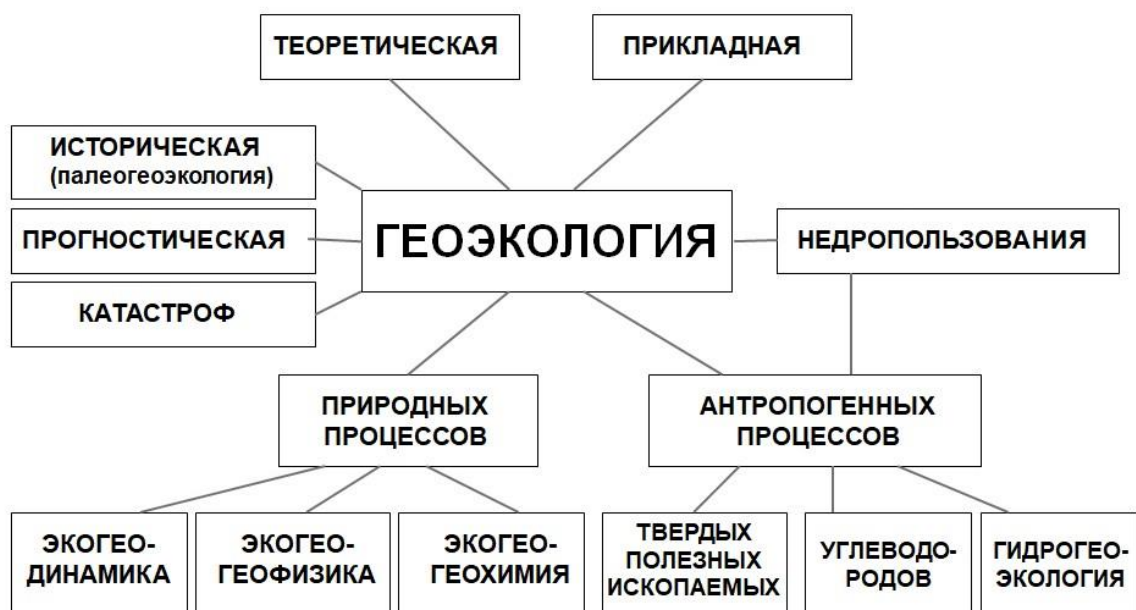 ТЕОРЕТИЧЕСКАЯ
ПРИКЛАДНАЯ
ИСТОРИЧЕСКАЯ
(палеогеоэкология)
ПРОГНОСТИЧЕСКАЯ
КАТАСТРОФ
ГЕОЭКОЛОГИЯ
НЕДРОПОЛЬЗОВАНИЯ
ПРИРОДНЫХ
ПРОЦЕССОВ
АНТРОПОГЕННЫХ
ПРОЦЕССОВ
ЭКОГЕО-
ДИНАМИКА
ЭКОГЕО-
ГЕОФИЗИКА
ЭКОГЕО-
ГЕОХИМИЯ
ТВЕРДЫХ
ПОЛЕЗНЫХ
ИСКОПАЕМЫХ
УГЛЕВОДО-
РОДОВ
ГИДРОГЕО-
ЭКОЛОГИЯ